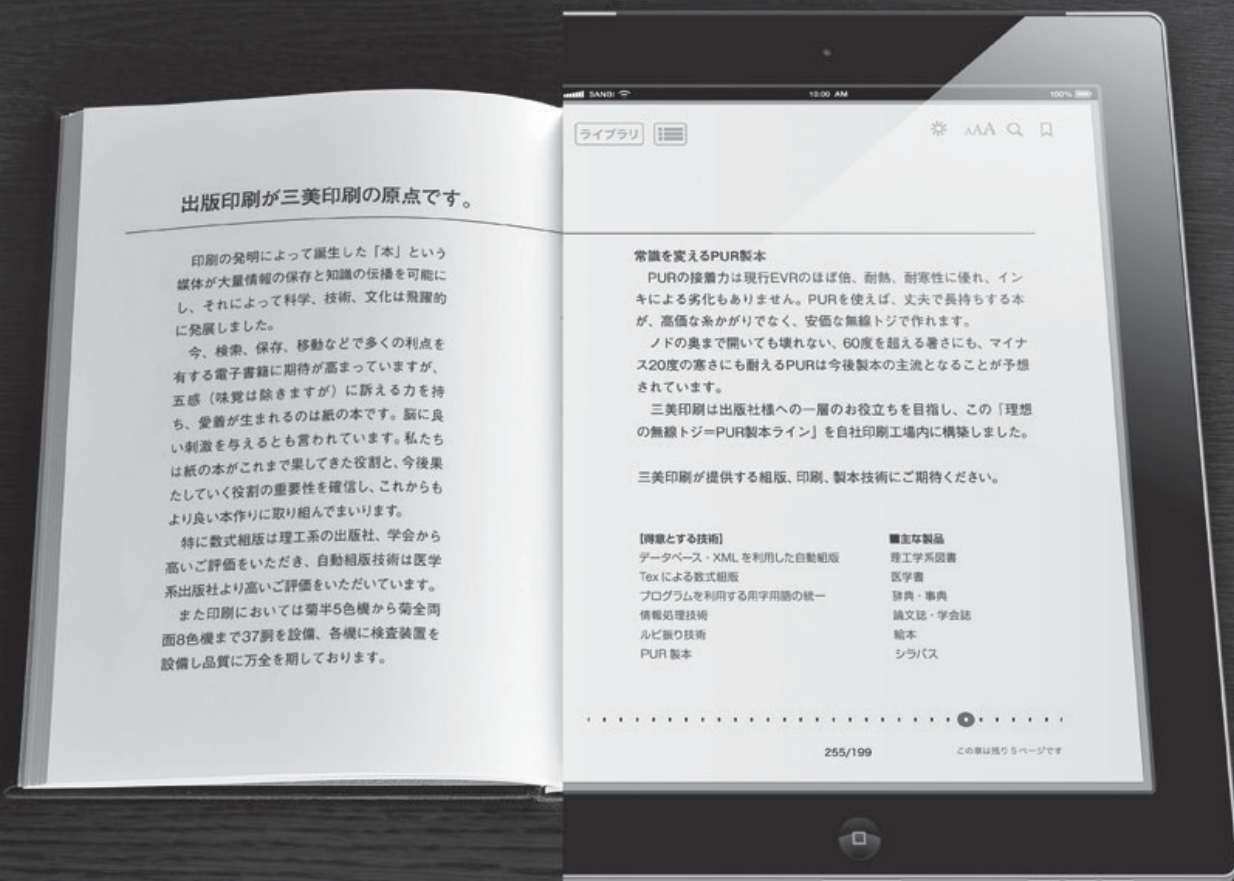 出版印刷が三美印刷の原点です。
印刷の発明によって誕生した「本」という
媒体が大量情報の保存と知識の伝播を可能に
し、それによって科学、技術、文化は飛躍的
に発展しました。
今、検索、保存、移動などで多くの利点を
有する電子書籍に期待が高まっていますが、
五感（味覚は除きますが）に訴える力を持
ち、愛着が生まれるのは紙の本です。脳に良
い刺激を与えるとも言われています。私たち
は紙の本がこれまで果してきた役割と、今後果
たしていく役割の重要性を確信し、これからも
より良い本作りに取り組んでまいります。
特に数式組版は理工系の出版社、学会から
高いご評価をいただき、自動組版技術は医学
系出版社より高いご評価をいただいています。
また印刷においては菊半5色機から菊全両
面8色機まで37胴を設備、各機に検査装置を
設備し品質に万全を期しております。
SANBI 10:00 AM 100%
ライブラリ
AAA
常識を変えるPUR製本
PURの接着力は現行EVRのほぼ倍、耐熱、耐寒性に優れ、イン
キによる劣化もありません。PURを使えば、丈夫で長持ちする本
が、高価な糸かがりでなく、安価な無線トジで作れます。
ノドの奥まで開いても壊れない、60度を超える暑さにも、マイナ
ス20度の寒さにも耐えるPURは今後製本の主流となることが予想
されています。
三美印刷は出版社様への一層のお役立ちを目指し、この「理想
の無線トジ=PUR製本ライン」を自社印刷工場内に構築しました。
三美印刷が提供する組版、印刷、製本技術にご期待ください。
【得意とする技術】
データベース・XMLを利用した自動組版
Texによる数式組版
プログラムを利用する用字用語の統一
情報処理技術
ルビ振り技術
PUR製本
■主な製品
理工学系図書
医学書
辞典・事典
論文誌・学会誌
絵本
シラバス
255/199
この章は残り5ページです